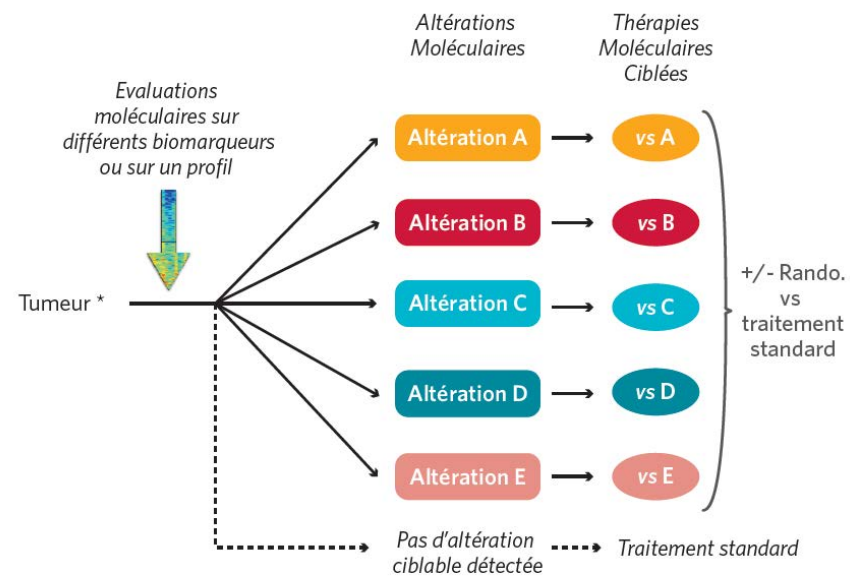 Altérations
Moléculaires
Thérapies
Moléculaires
Ciblées
Evaluations
moléculaires sur
différents biomarqueurs
ou sur un profil
Tumeur *
Altération A
vs A
Altération B
vs B
Altération C
vs C
Altération D
vs D
Altération E
vs E
+/- Rando.
vs
traitement
standard
Pas d'altération
ciblable détectée
Traitement standard